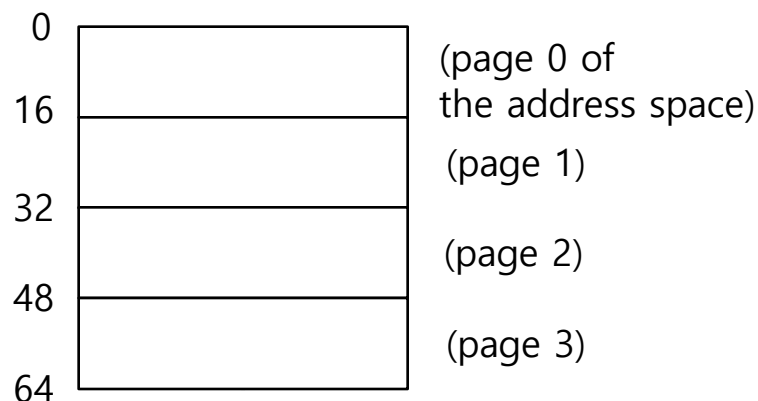 0
(page 0 of
the address space)
16
(page 1)
32
(page 2)
48
(page 3)
64